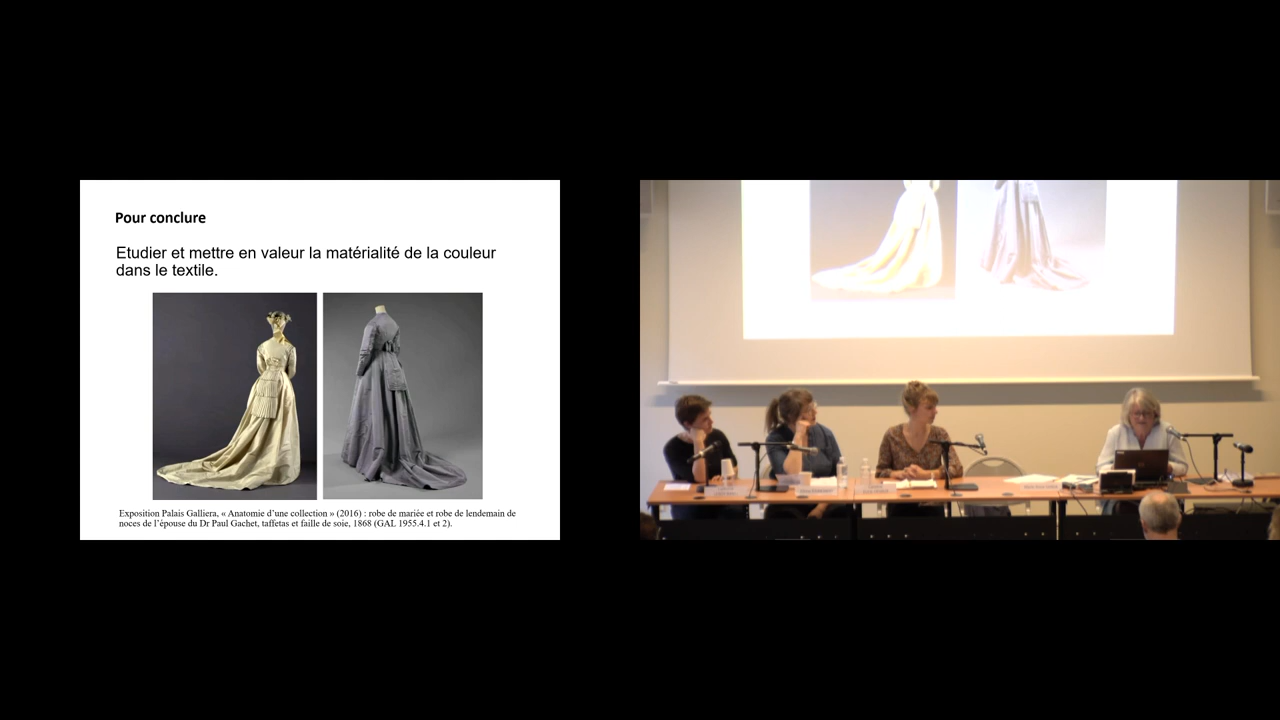 Pour conclure
Etudier et mettre en valeur la matérialité de la couleur
dans le textile.
Exposition Palais Galliera, « Anatomie d’une collection » (2016) : robe de mariée et robe de lendemain de
noces de l’épouse du Dr Paul Gachet, taffetas et faille de soie, 1868 (GAL 1955.4.1 et 2).